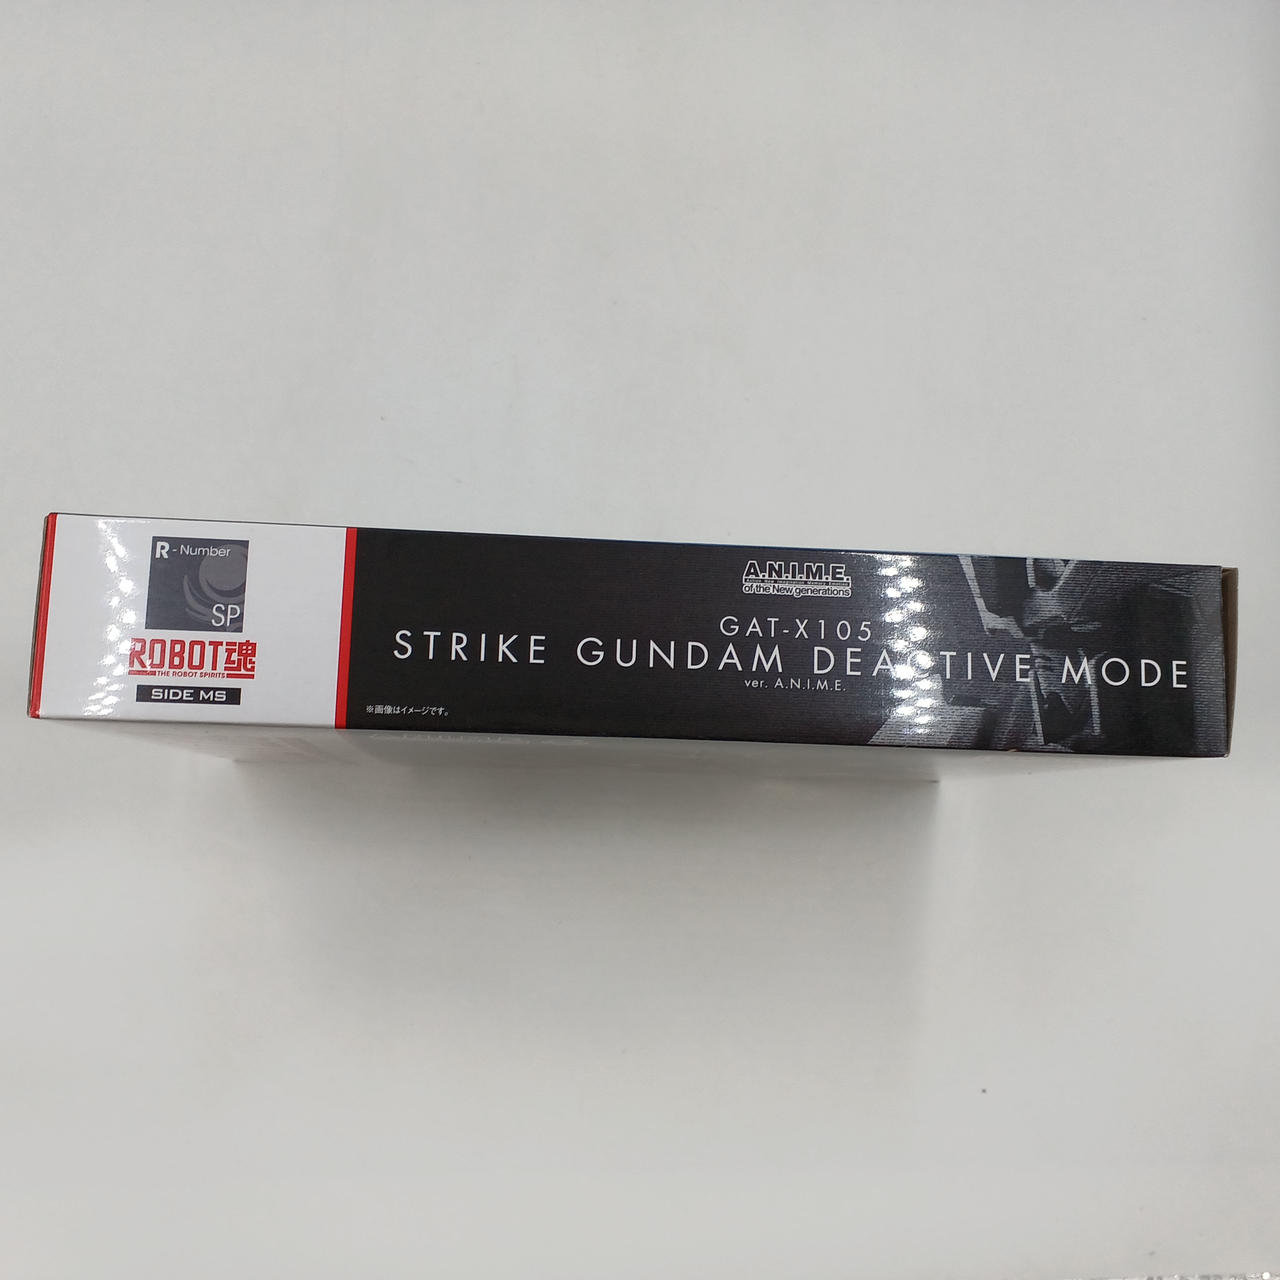 R - Number
SP
ROBOT魂
THE ROBOT SPIRITS
SIDE MS
A.N.I.M.E.
of the New generations
GAT-X105
STRIKE GUNDAM DEACTIVE MODE
ver. A.N.I.M.E.
※画像はイメージです。